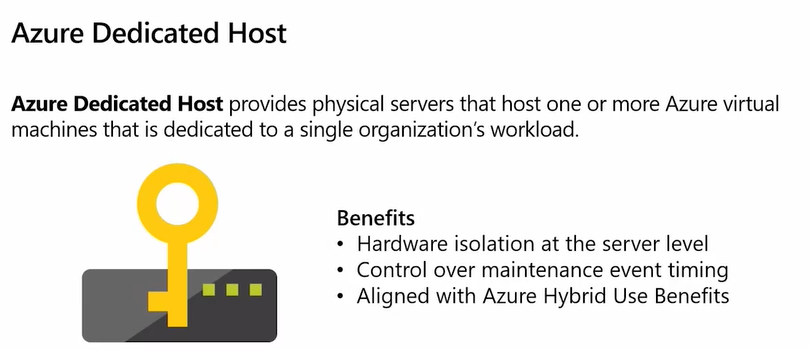 Azure Dedicated Host
Azure Dedicated Host provides physical servers that host one or more Azure virtual
machines that is dedicated to a single organization's workload.
Benefits
• Hardware isolation at the server level
• Control over maintenance event timing
• Aligned with Azure Hybrid Use Benefits